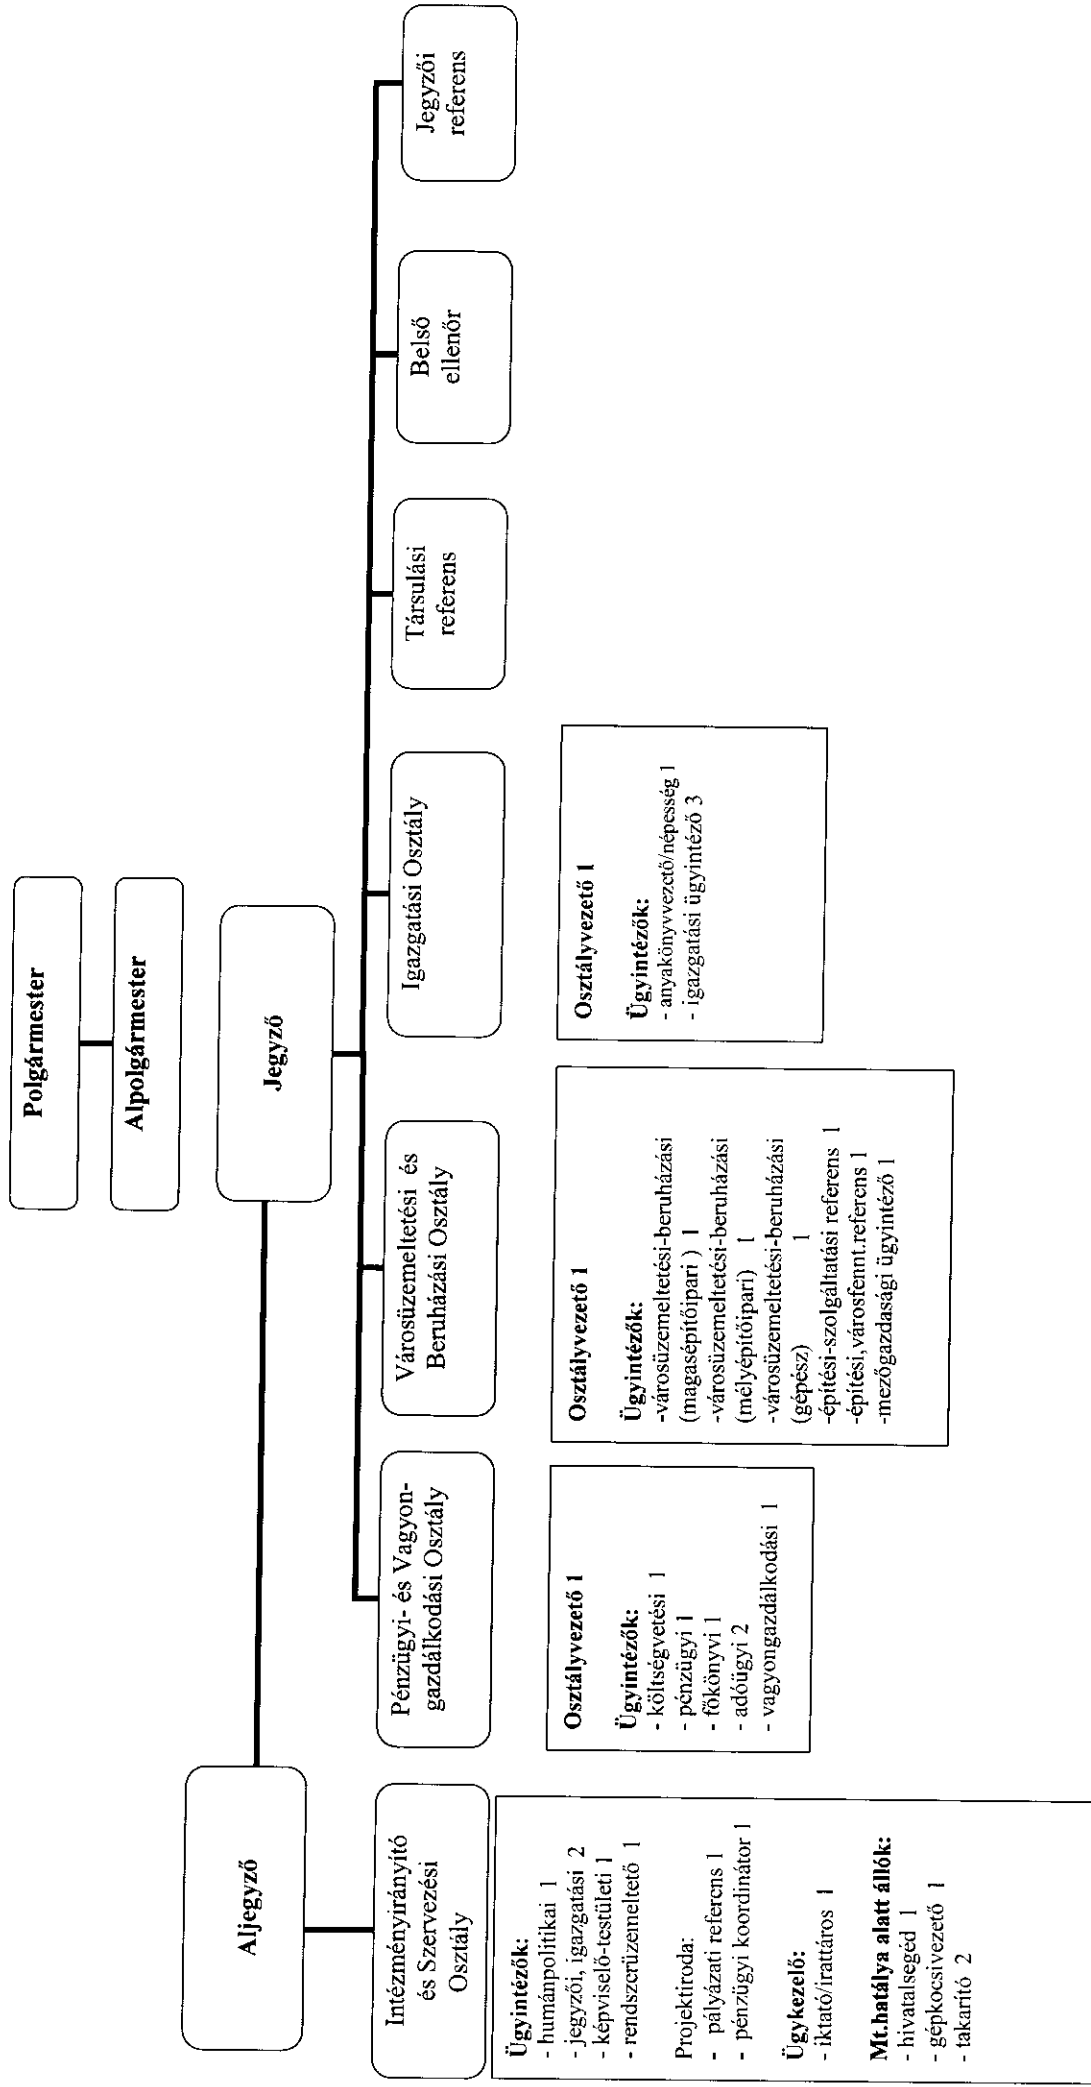 Polgármester
Alpolgármester
Jegyző
Aljegyző
Intézményirányító
és Szervezési
Osztály
Pénzügyi- és Vagyon-
gazdálkodási Osztály
Városüzemeltetési és
Beruházási Osztály
Igazgatási Osztály
Társulási
referens
Belső
ellenőr
Jegyzői
referens
Ügyintézők:
- humánpolitikai 1
- jegyzői, igazgatási 2
- képviselő-testületi 1
- rendszerüzemeltető 1
Projektiroda:
- pályázati referens 1
- pénzügyi koordinátor 1
Ügykezelő:
- iktató/irattáros 1
Mt.hatálya alatt állók:
- hivatalsegéd 1
- gépkocsivezető 1
- takarító 2
Osztályvezető 1
Ügyintézők:
- költségvetési 1
- pénzügyi 1
- főkönyvi 1
- adóügyi 2
- vagyongazdálkodási 1
Osztályvezető 1
Ügyintézők:
-városüzemeltetési-beruházási
(magasépítőipari ) 1
-városüzemeltetési-beruházási
(mélyépítőipari) 1
-városüzemeltetési-beruházási
(gépész) 1
-építési-szolgáltatási referens 1
-építési,városfennt.referens 1
-mezőgazdasági ügyintéző 1
Osztályvezető 1
Ügyintézők:
- anyakönyvvezető/népesség 1
- igazgatási ügyintéző 3